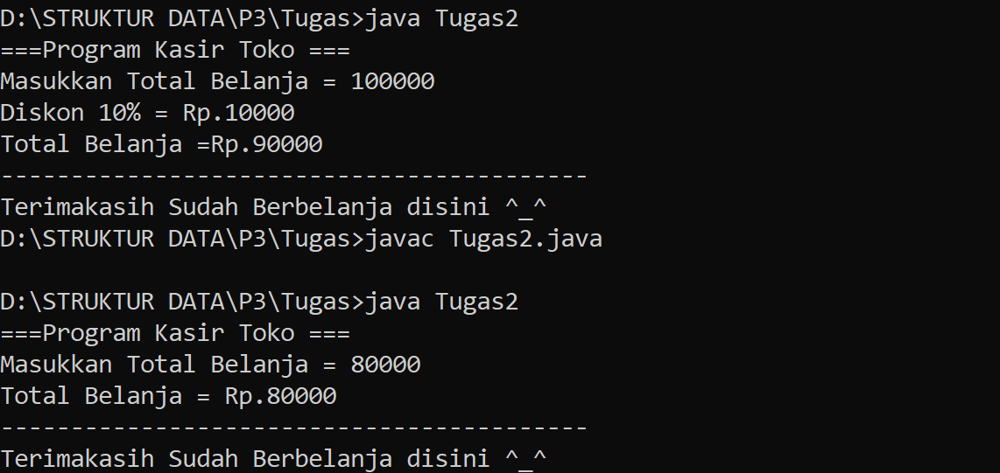 D:\STRUKTUR DATA\P3\Tugas>java Tugas2
===Program Kasir Toko ===
Masukkan Total Belanja = 100000
Diskon 10% = Rp.10000
Total Belanja =Rp.90000
------------------------------------------
Terimakasih Sudah Berbelanja disini ^_^
D:\STRUKTUR DATA\P3\Tugas>javac Tugas2.java
D:\STRUKTUR DATA\P3\Tugas>java Tugas2
===Program Kasir Toko ===
Masukkan Total Belanja = 80000
Total Belanja = Rp.80000
------------------------------------------
Terimakasih Sudah Berbelanja disini ^_^